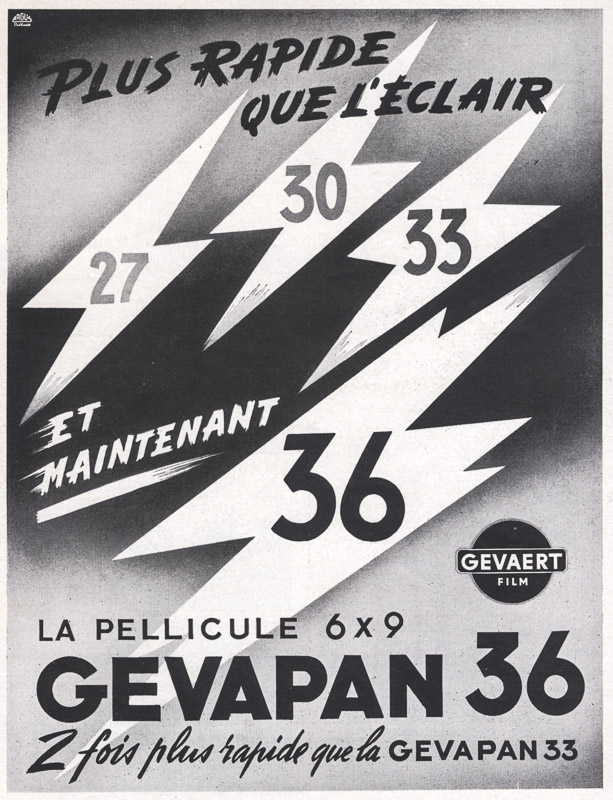 PLUS RAPIDE
QUE L'ÉCLAIR
27
30
33
ET
MAINTENANT
36
GEVAERT
FILM
LA PELLICULE 6x9
GEVAPAN 36
2 fois plus rapide que la GEVAPAN 33